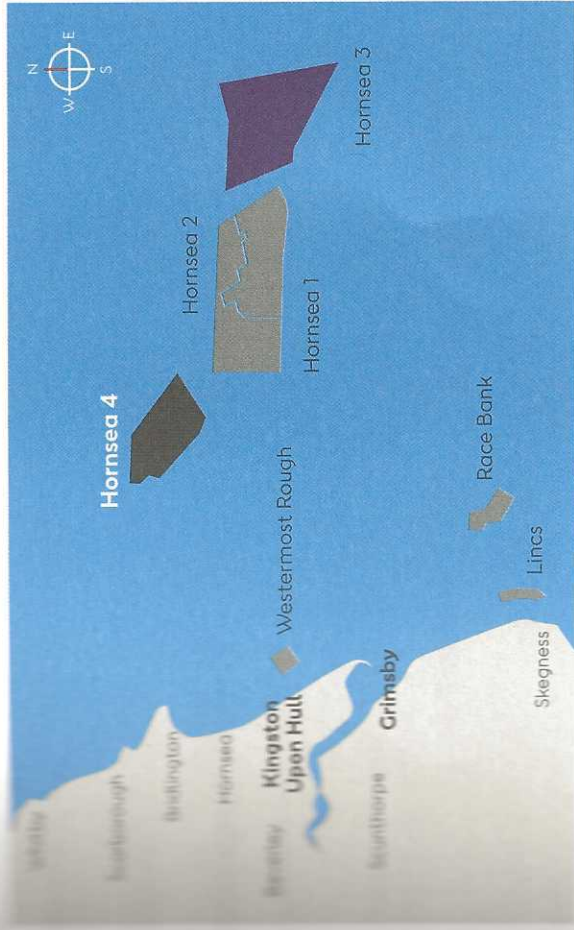 N
W E
S
Hornsea 4
Hornsea 2
Hornsea 3
Hornsea 1
Westermost Rough
Race Bank
Lincs
Whitby
Scarborough
Bridlington
Hornsea
Beverley
Kingston
Upon Hull
Grimsby
Scunthorpe
Skegness